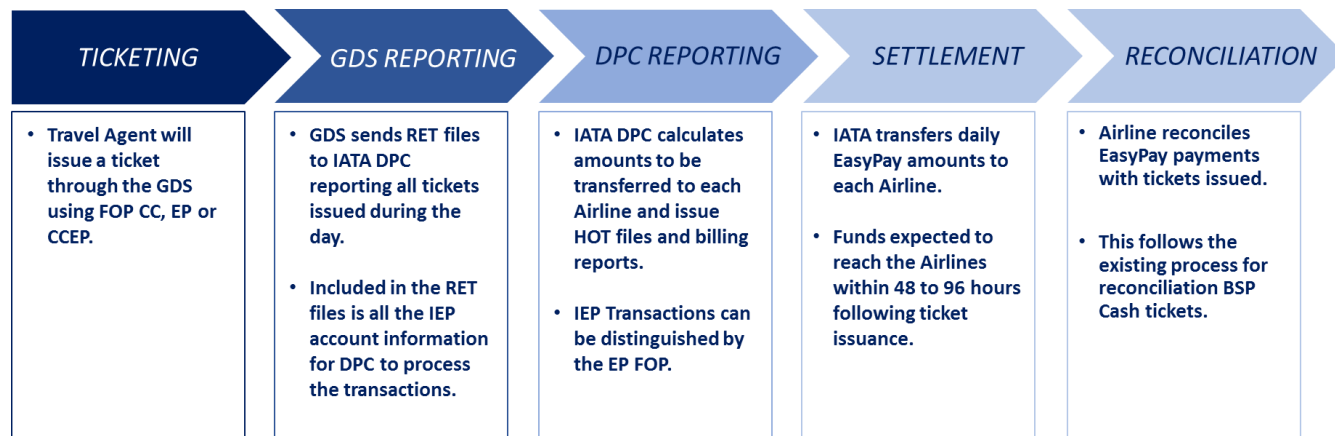 TICKETING
GDS REPORTING
DPC REPORTING
SETTLEMENT
RECONCILIATION
• Travel Agent will
issue a ticket
through the GDS
using FOP CC, EP or
CCEP.
• GDS sends RET files
to IATA DPC
reporting all tickets
issued during the
day.
• Included in the RET
files is all the IEP
account information
for DPC to process
the transactions.
• IATA DPC calculates
amounts to be
transferred to each
Airline and issue
HOT files and billing
reports.
• IEP Transactions can
be distinguished by
the EP FOP.
• IATA transfers daily
EasyPay amounts to
each Airline.
• Funds expected to
reach the Airlines
within 48 to 96 hours
following ticket
issuance.
• Airline reconciles
EasyPay payments
with tickets issued.
• This follows the
existing process for
reconciliation BSP
Cash tickets.